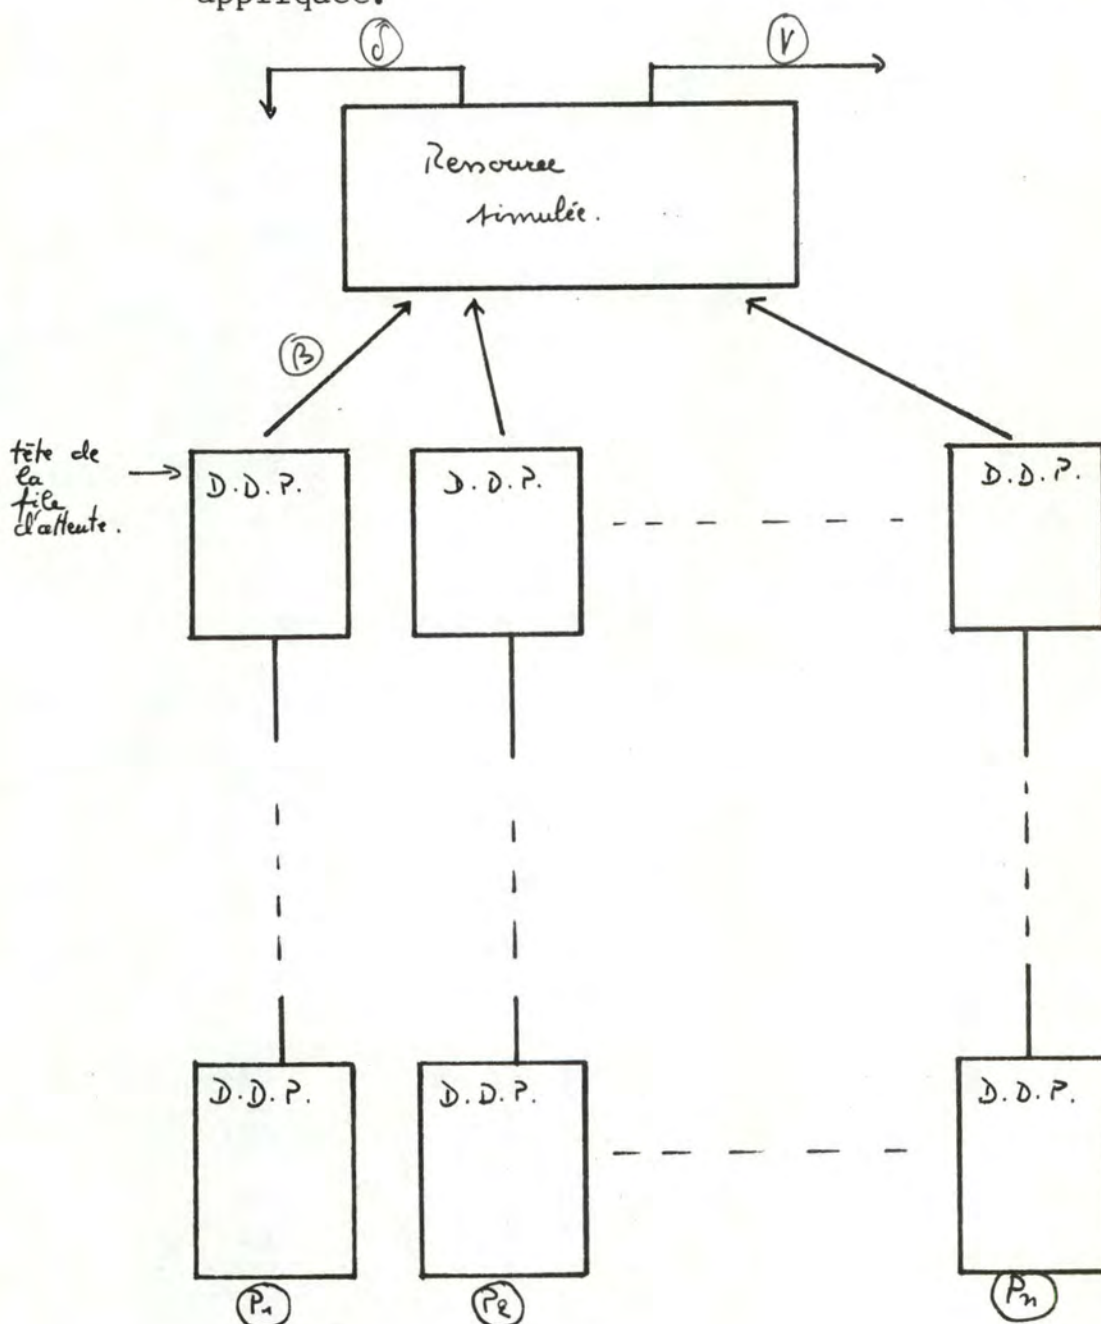 appliquée.
δ
γ
Ressource
simulée.
β
tête de
la
file
d'attente.
D.D.P.
D.D.P.
D.D.P.
D.D.P.
D.D.P.
D.D.P.
P1
P2
Pn